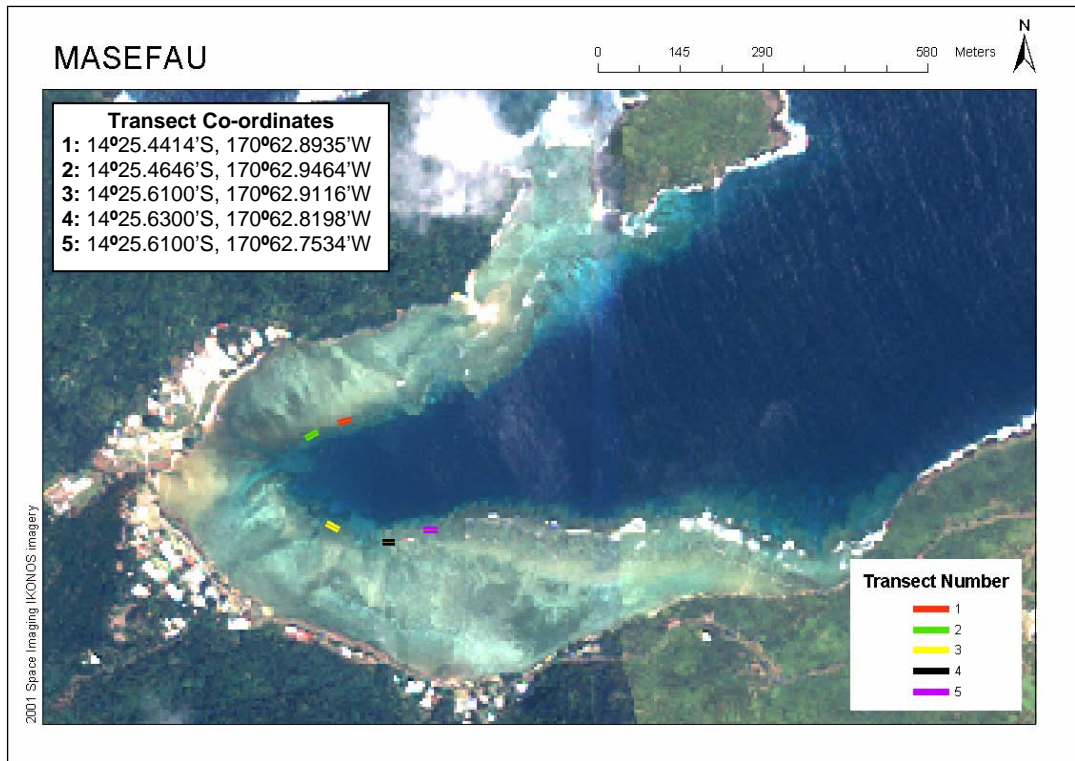 MASEFAU
0 145 290 580 Meters
N
Transect Co-ordinates
1: 14º25.4414'S, 170º62.8935'W
2: 14º25.4646'S, 170º62.9464'W
3: 14º25.6100'S, 170º62.9116'W
4: 14º25.6300'S, 170º62.8198'W
5: 14º25.6100'S, 170º62.7534'W
2001 Space Imaging IKONOS imagery
Transect Number
1
2
3
4
5